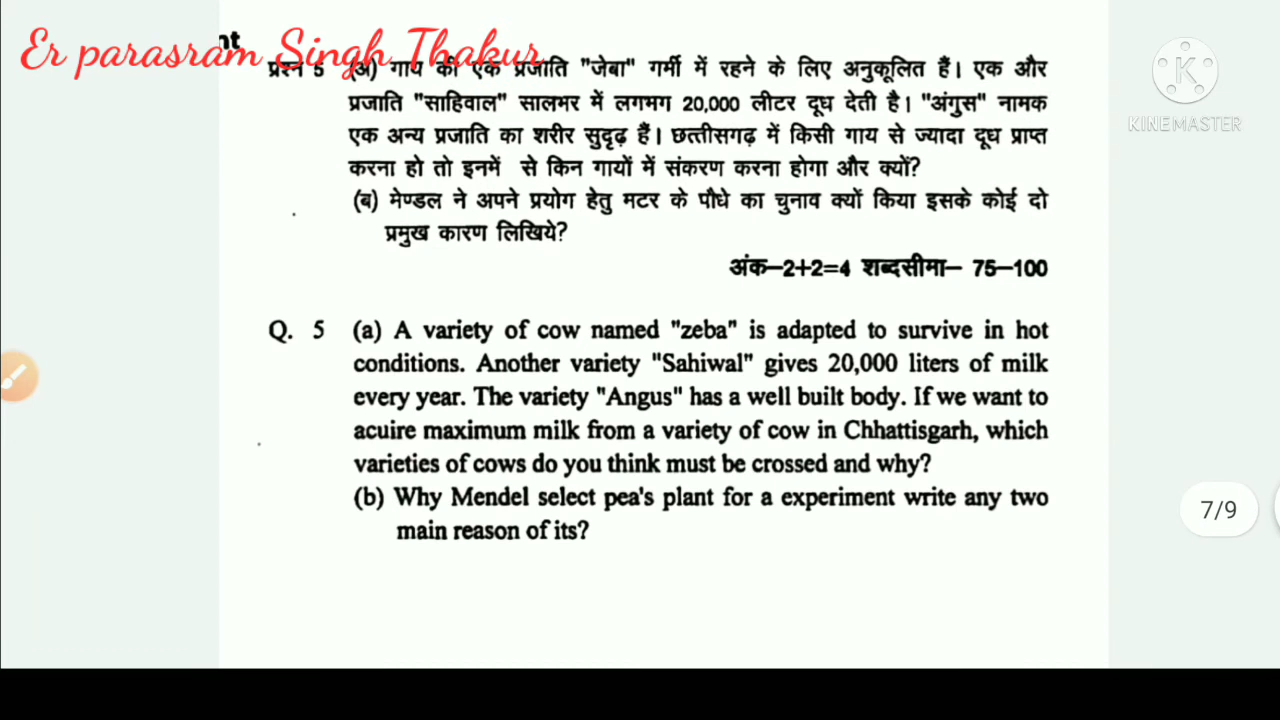 nt
Er parasram Singh Thakur
प्रश्न 5 (अ) गाय की एक प्रजाति "जेबा" गर्मी में रहने के लिए अनुकूलित हैं। एक और
प्रजाति "साहिवाल" सालभर में लगभग 20,000 लीटर दूध देती है। "अंगुस" नामक
एक अन्य प्रजाति का शरीर सुदृढ़ हैं। छत्तीसगढ़ में किसी गाय से ज्यादा दूध प्राप्त
करना हो तो इनमें से किन गायों में संकरण करना होगा और क्यों?
(ब) मेण्डल ने अपने प्रयोग हेतु मटर के पौधे का चुनाव क्यों किया इसके कोई दो
प्रमुख कारण लिखिये?
अंक–2+2=4 शब्दसीमा– 75–100
Q. 5 (a) A variety of cow named "zeba" is adapted to survive in hot
conditions. Another variety "Sahiwal" gives 20,000 liters of milk
every year. The variety "Angus" has a well built body. If we want to
acuire maximum milk from a variety of cow in Chhattisgarh, which
varieties of cows do you think must be crossed and why?
(b) Why Mendel select pea's plant for a experiment write any two
main reason of its?
K
KINEMASTER
7/9